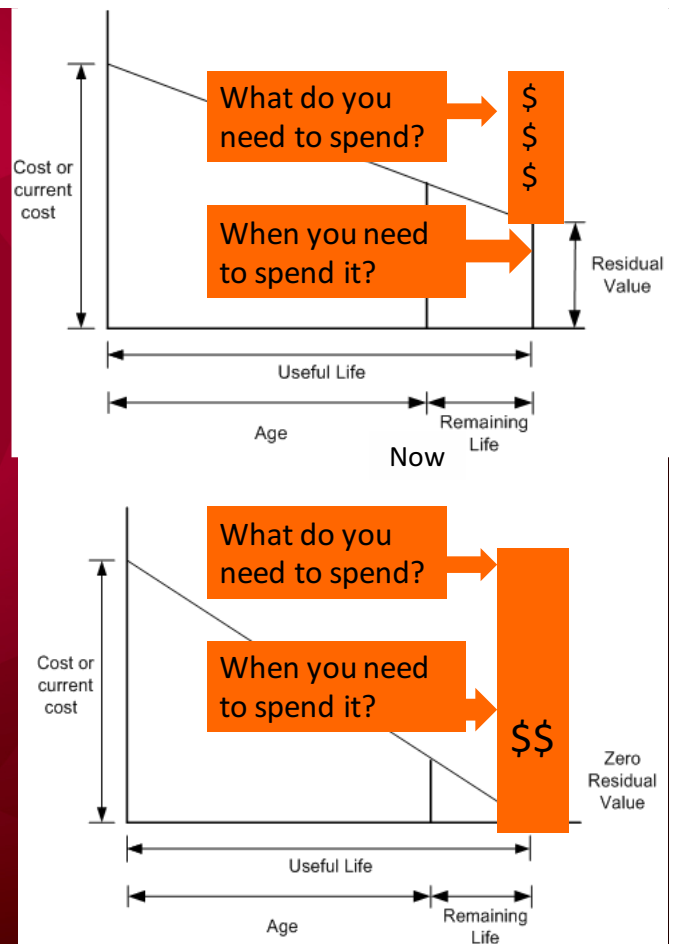 What do you
need to spend?
$
$
$
Cost or
current
cost
When you need
to spend it?
Residual
Value
Useful Life
Age
Remaining
Life
Now
What do you
need to spend?
Cost or
current
cost
When you need
to spend it?
$$
Zero
Residual
Value
Useful Life
Age
Remaining
Life